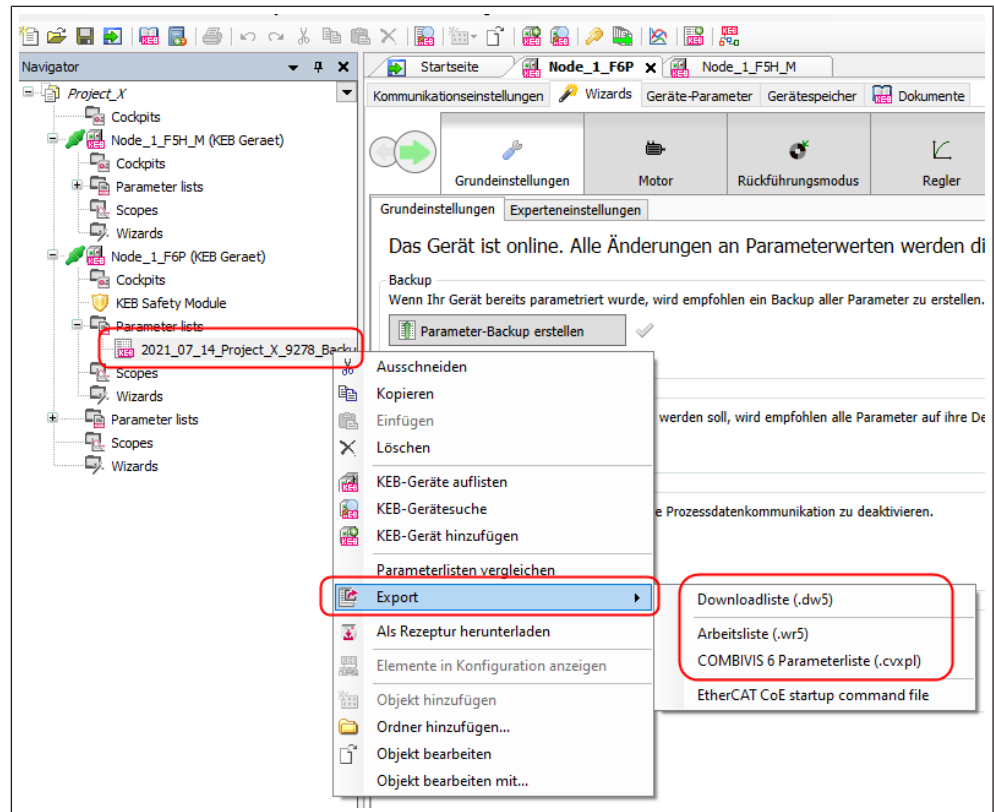 Navigator
Project_X
Cockpits
Node_1_F5H_M (KEB Geraet)
Cockpits
Parameter lists
Scopes
Wizards
Node_1_F6P (KEB Geraet)
Cockpits
KEB Safety Module
Parameter lists
2021_07_14_Project_X_9278_Backu
Scopes
Wizards
Parameter lists
Scopes
Wizards
Startseite
Node_1_F6P
Node_1_F5H_M
Kommunikationseinstellungen
Wizards
Geräte-Parameter
Gerätespeicher
Dokumente
Grundeinstellungen
Motor
Rückführungsmodus
Regler
Grundeinstellungen
Experteneinstellungen
Das Gerät ist online. Alle Änderungen an Parameterwerten werden di
Backup
Wenn Ihr Gerät bereits parametriert wurde, wird empfohlen ein Backup aller Parameter zu erstellen.
Parameter-Backup erstellen
werden soll, wird empfohlen alle Parameter auf ihre De
e Prozessdatenkommunikation zu deaktivieren.
Ausschneiden
Kopieren
Einfügen
Löschen
KEB-Geräte auflisten
KEB-Gerätesuche
KEB-Gerät hinzufügen
Parameterlisten vergleichen
Export
Als Rezeptur herunterladen
Elemente in Konfiguration anzeigen
Objekt hinzufügen
Ordner hinzufügen...
Objekt bearbeiten
Objekt bearbeiten mit...
Downloadliste (.dw5)
Arbeitsliste (.wr5)
COMBIVIS 6 Parameterliste (.cvxpl)
EtherCAT CoE startup command file